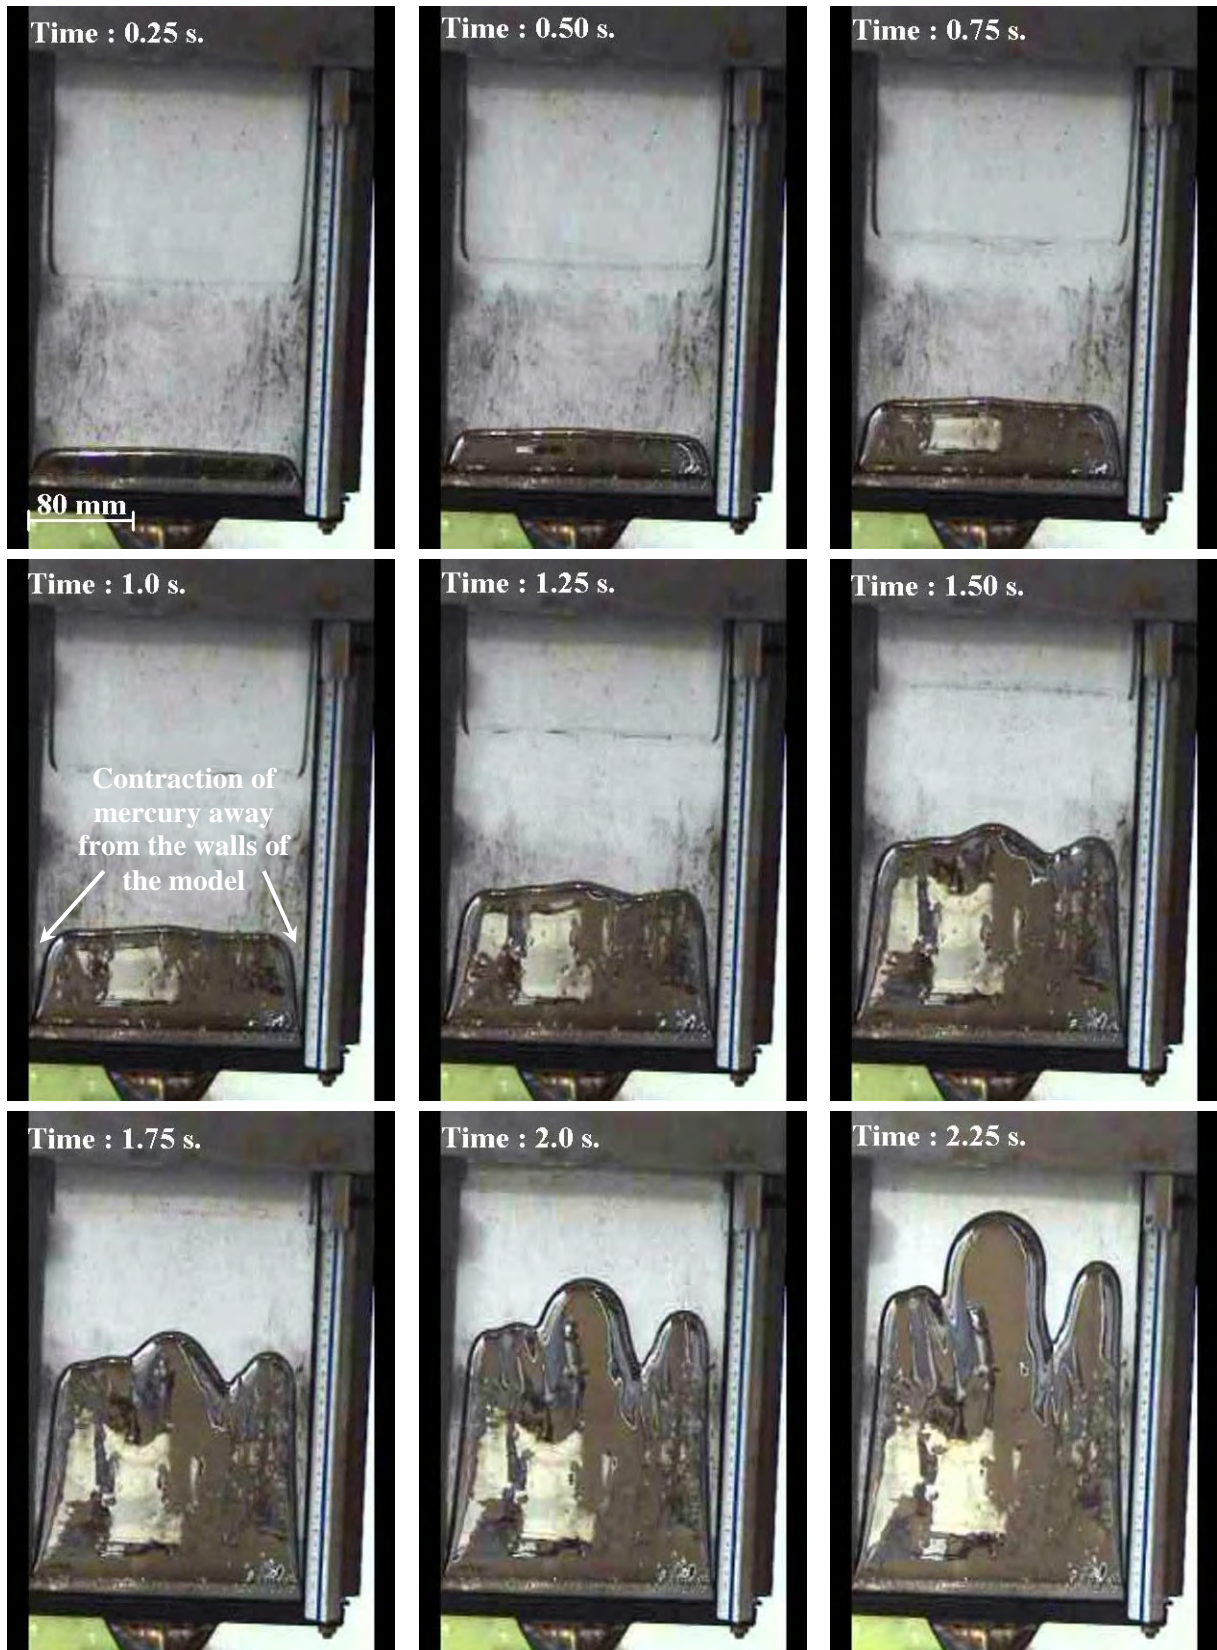 Time : 0.25 s.
Time : 0.50 s.
Time : 0.75 s.
80 mm
Time : 1.0 s.
Time : 1.25 s.
Time : 1.50 s.
Contraction of
mercury away
from the walls of
the model
Time : 1.75 s.
Time : 2.0 s.
Time : 2.25 s.